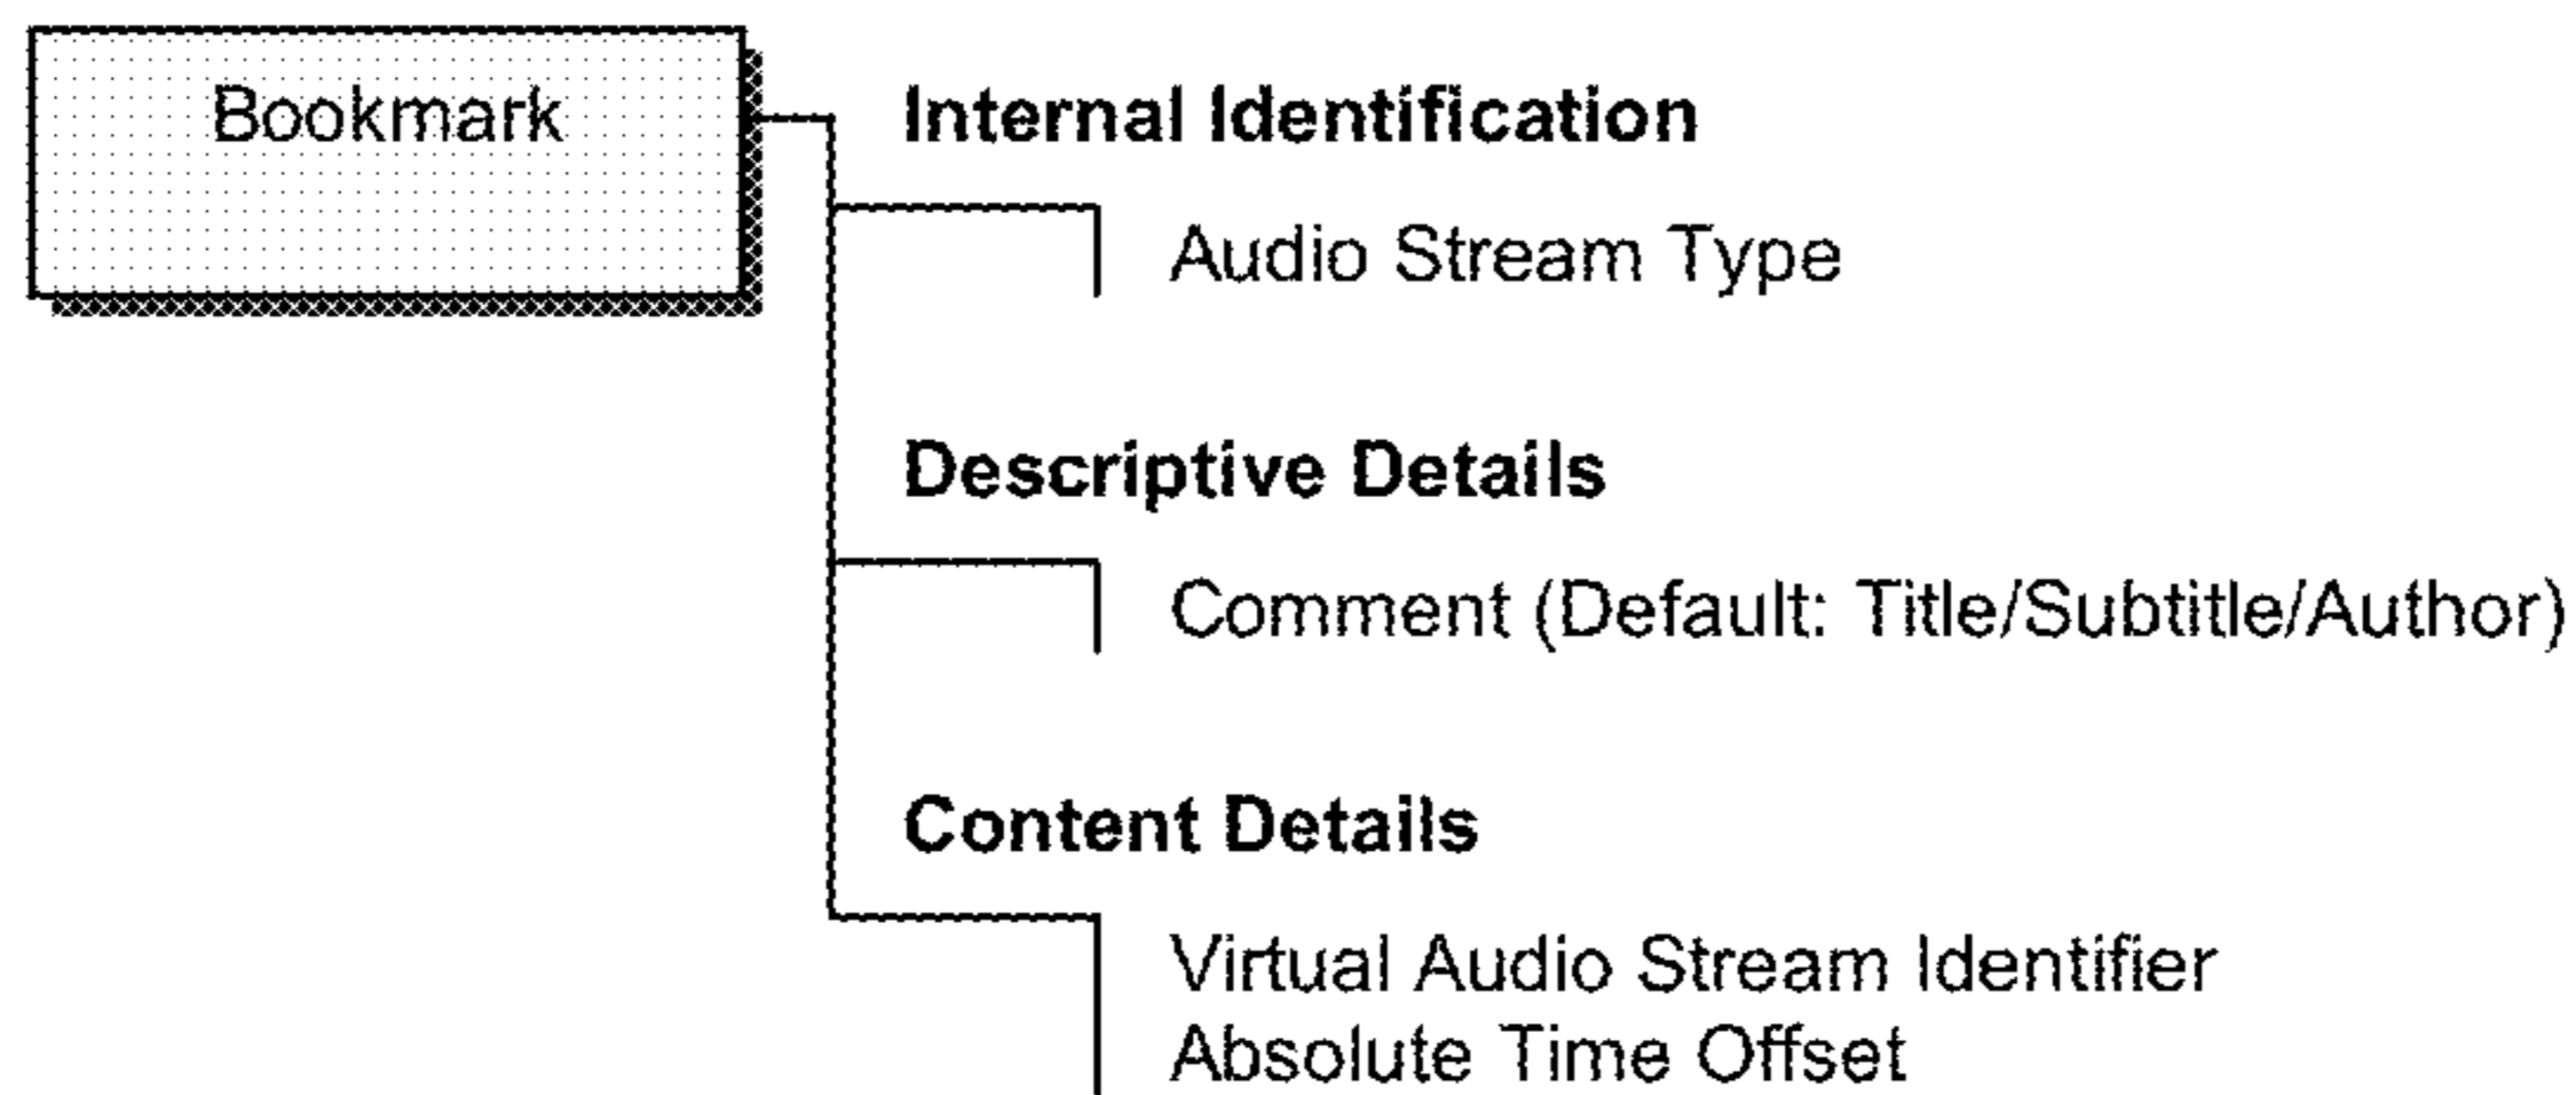 Bookmark
Internal Identification
Audio Stream Type
Descriptive Details
Comment (Default: Title/Subtitle/Author)
Content Details
Virtual Audio Stream Identifier
Absolute Time Offset